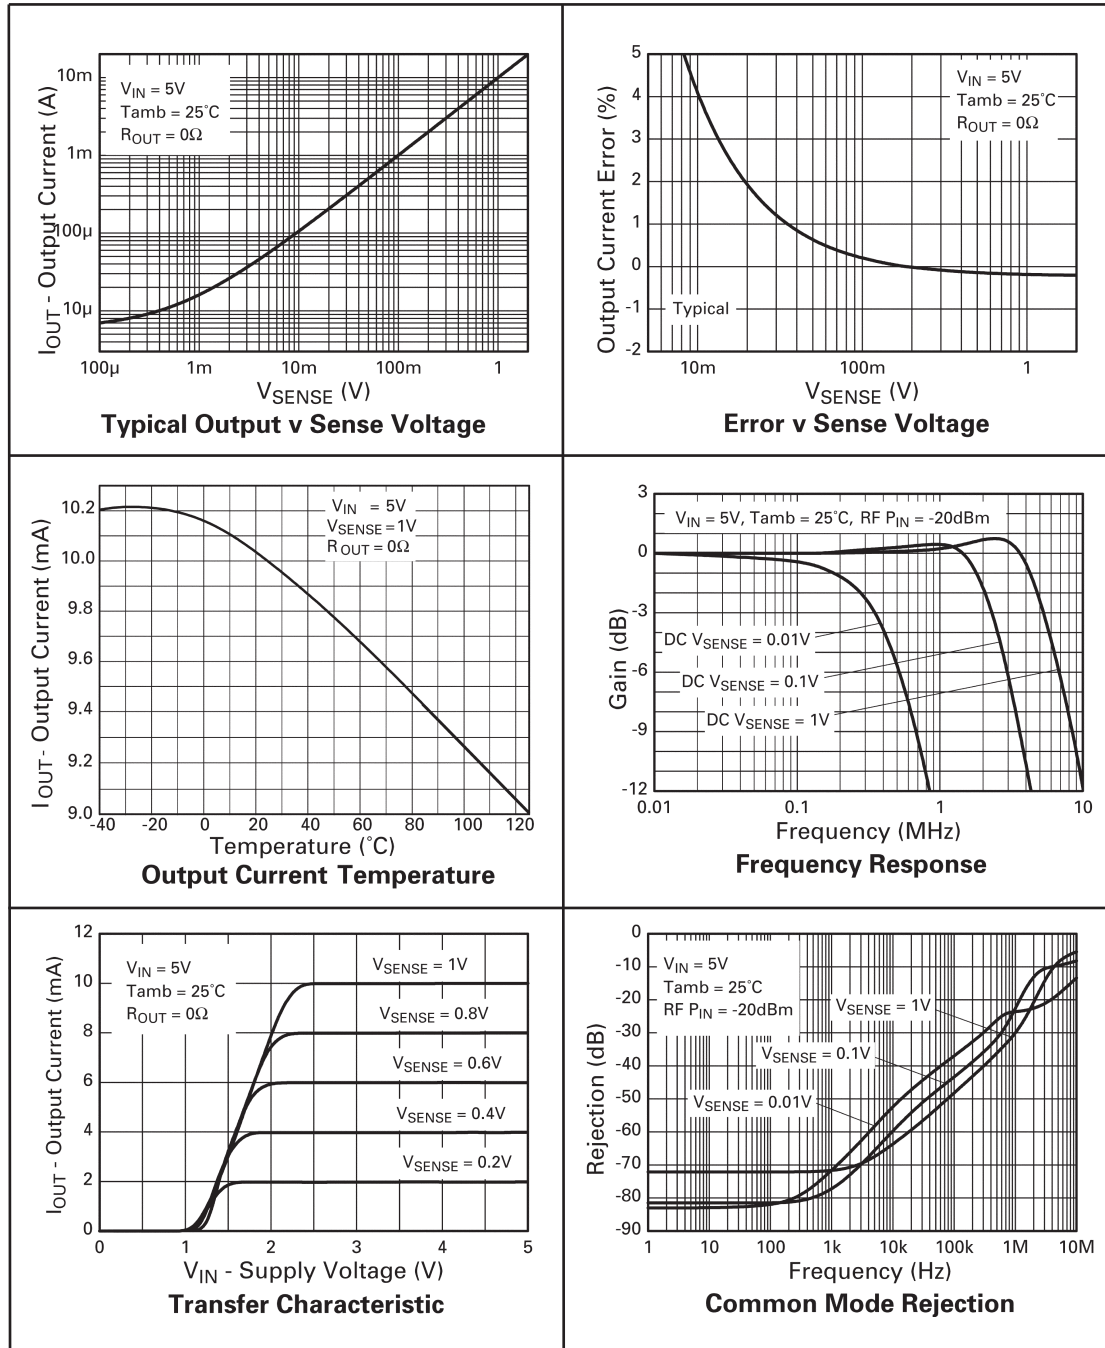 10m
1m
100µ
10µ
I_OUT - Output Current (A)
V_IN = 5V
Tamb = 25˚C
R_OUT = 0Ω
100µ 1m 10m 100m 1
V_SENSE (V)
Typical Output v Sense Voltage
5
4
3
2
1
0
-1
-2
Output Current Error (%)
V_IN = 5V
Tamb = 25˚C
R_OUT = 0Ω
Typical
10m 100m 1
V_SENSE (V)
Error v Sense Voltage
10.2
10.0
9.8
9.6
9.4
9.2
9.0
I_OUT - Output Current (mA)
V_IN = 5V
V_SENSE = 1V
R_OUT = 0Ω
-40 -20 0 20 40 60 80 100 120
Temperature (˚C)
Output Current Temperature
3
0
-3
-6
-9
-12
Gain (dB)
V_IN = 5V, Tamb = 25˚C, RF P_IN = -20dBm
DC V_SENSE = 0.01V
DC V_SENSE = 0.1V
DC V_SENSE = 1V
0.01 0.1 1 10
Frequency (MHz)
Frequency Response
12
10
8
6
4
2
0
I_OUT - Output Current (mA)
V_IN = 5V
Tamb = 25˚C
R_OUT = 0Ω
V_SENSE = 1V
V_SENSE = 0.8V
V_SENSE = 0.6V
V_SENSE = 0.4V
V_SENSE = 0.2V
0 1 2 3 4 5
V_IN - Supply Voltage (V)
Transfer Characteristic
0
-10
-20
-30
-40
-50
-60
-70
-80
-90
Rejection (dB)
V_IN = 5V
Tamb = 25˚C
RF P_IN = -20dBm
V_SENSE = 1V
V_SENSE = 0.1V
V_SENSE = 0.01V
1 10 100 1k 10k 100k 1M 10M
Frequency (Hz)
Common Mode Rejection